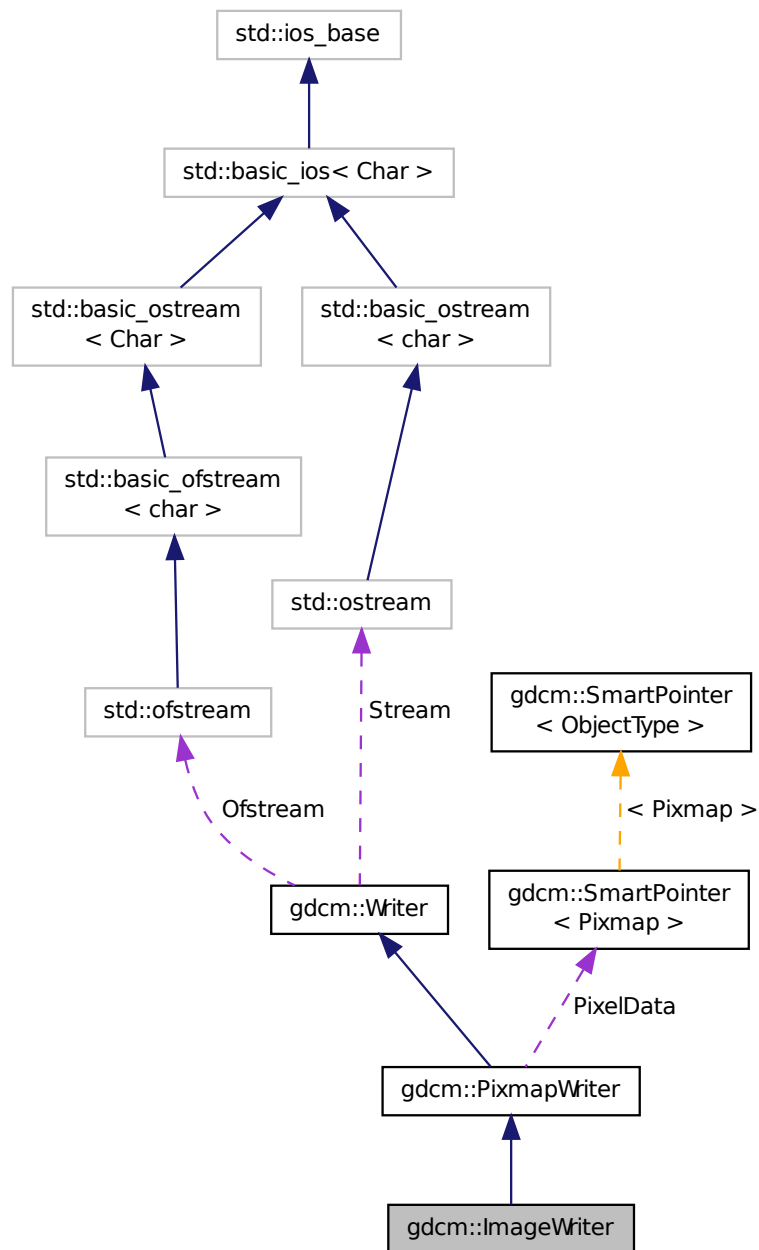 std::ios_base
std::basic_ios< Char >
std::basic_ostream
< Char >
std::basic_ostream
< char >
std::basic_ofstream
< char >
std::ostream
std::ofstream
Stream
gdcm::SmartPointer
< ObjectType >
Ofstream
< Pixmap >
gdcm::Writer
gdcm::SmartPointer
< Pixmap >
PixelData
gdcm::PixmapWriter
gdcm::ImageWriter